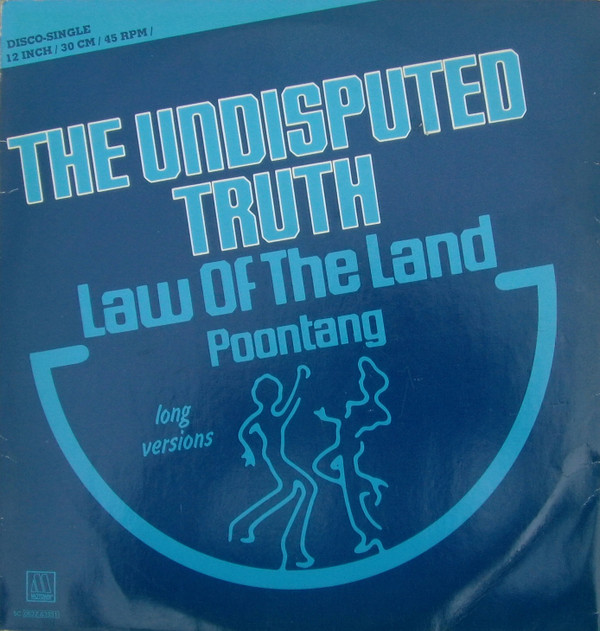 DISCO-SINGLE
12 INCH / 30 CM / 45 RPM /
THE UNDISPUTED
TRUTH
Law Of The Land
Poontang
long
versions